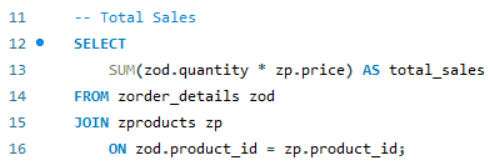 11 -- Total Sales
12 SELECT
13 SUM(zod.quantity * zp.price) AS total_sales
14 FROM zorder_details zod
15 JOIN zproducts zp
16 ON zod.product_id = zp.product_id;